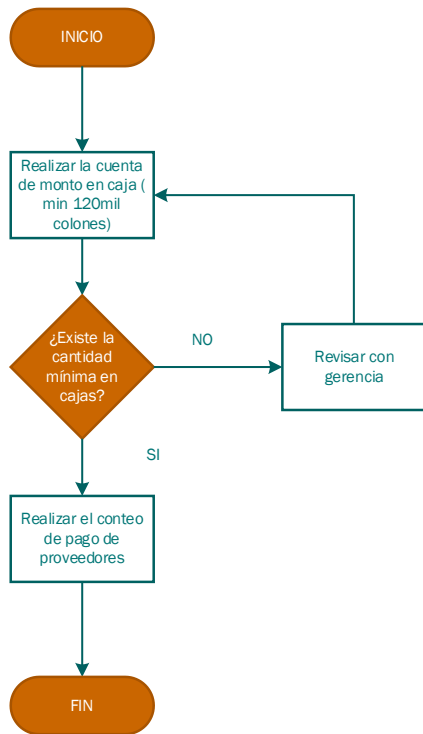 INICIO
Realizar la cuenta
de monto en caja (
min 120mil
colones)
¿Existe la
cantidad
mínima en
cajas?
NO
Revisar con
gerencia
SI
Realizar el conteo
de pago de
proveedores
FIN